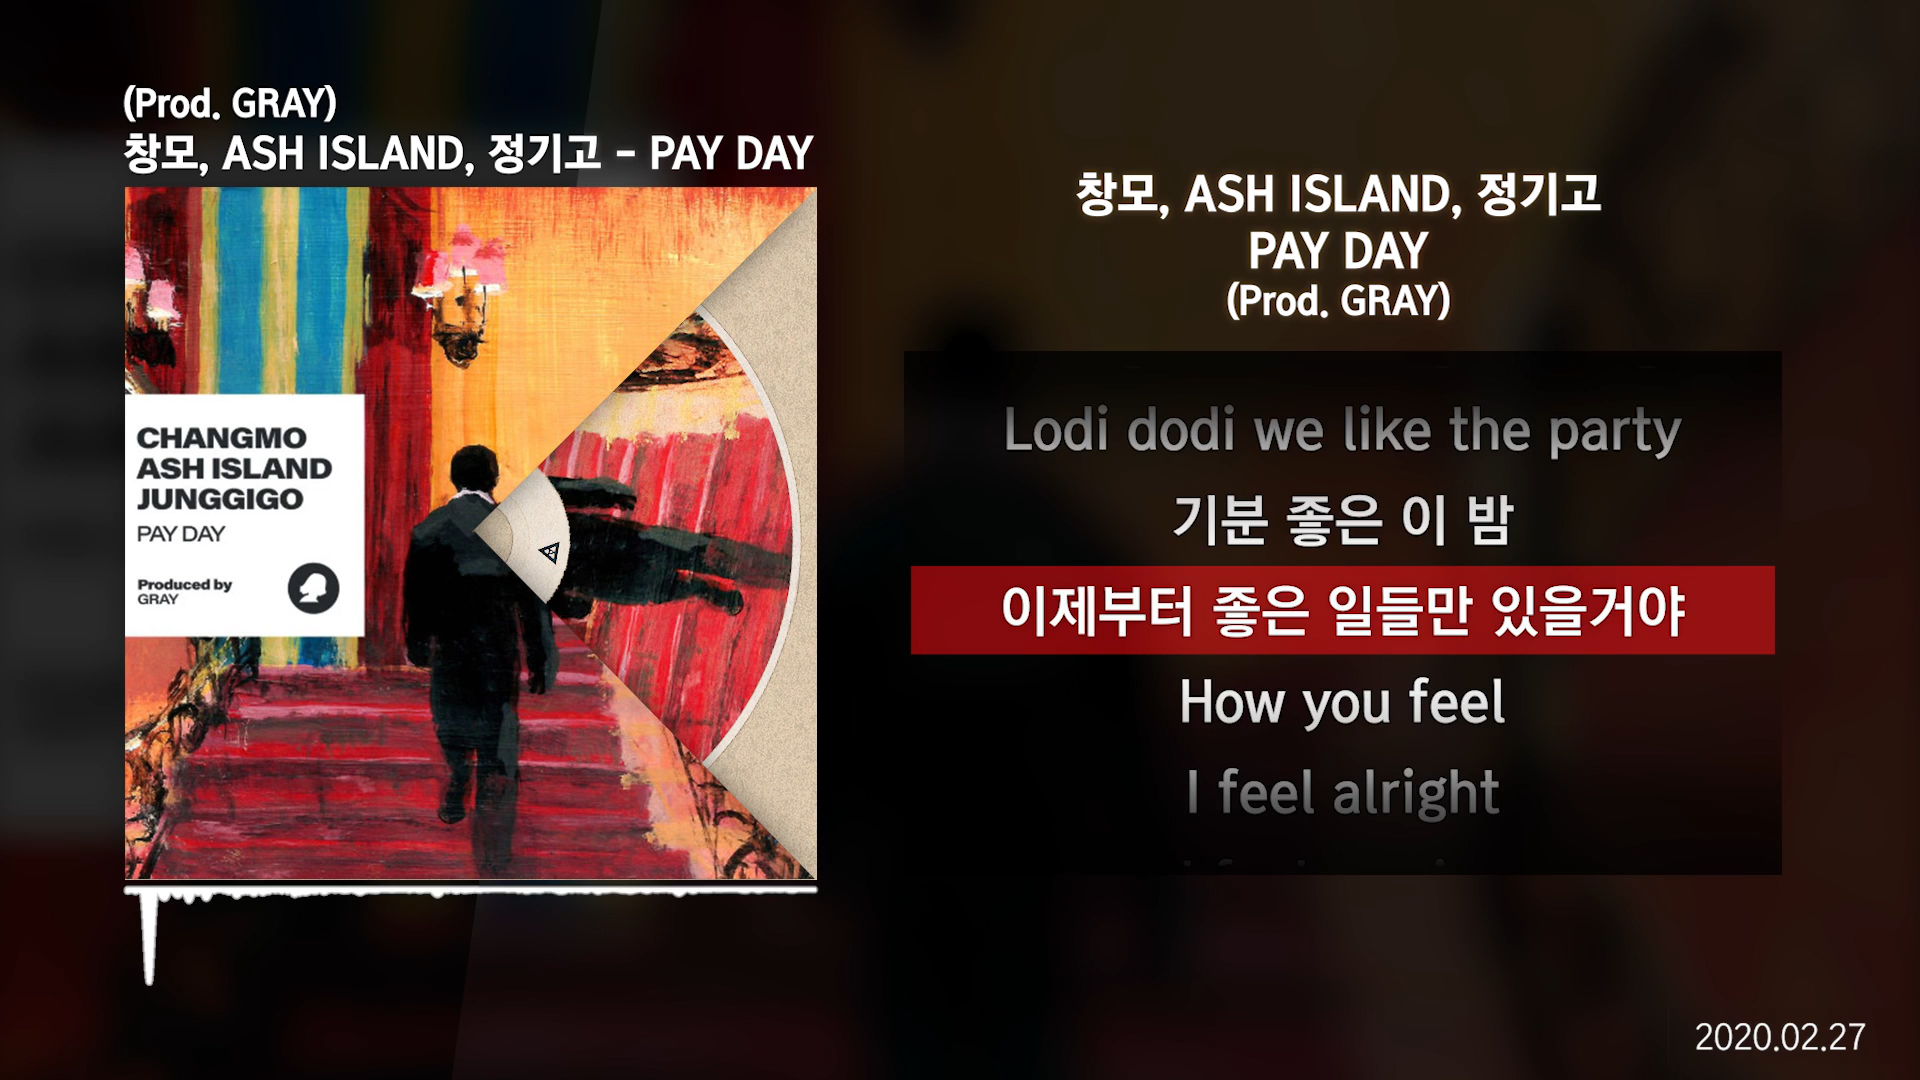 (Prod. GRAY)
창모, ASH ISLAND, 정기고 - PAY DAY
CHANGMO
ASH ISLAND
JUNGGIGO
PAY DAY
Produced by
GRAY
창모, ASH ISLAND, 정기고
PAY DAY
(Prod. GRAY)
Lodi dodi we like the party
기분 좋은 이 밤
이제부터 좋은 일들만 있을거야
How you feel
I feel alright
2020.02.27